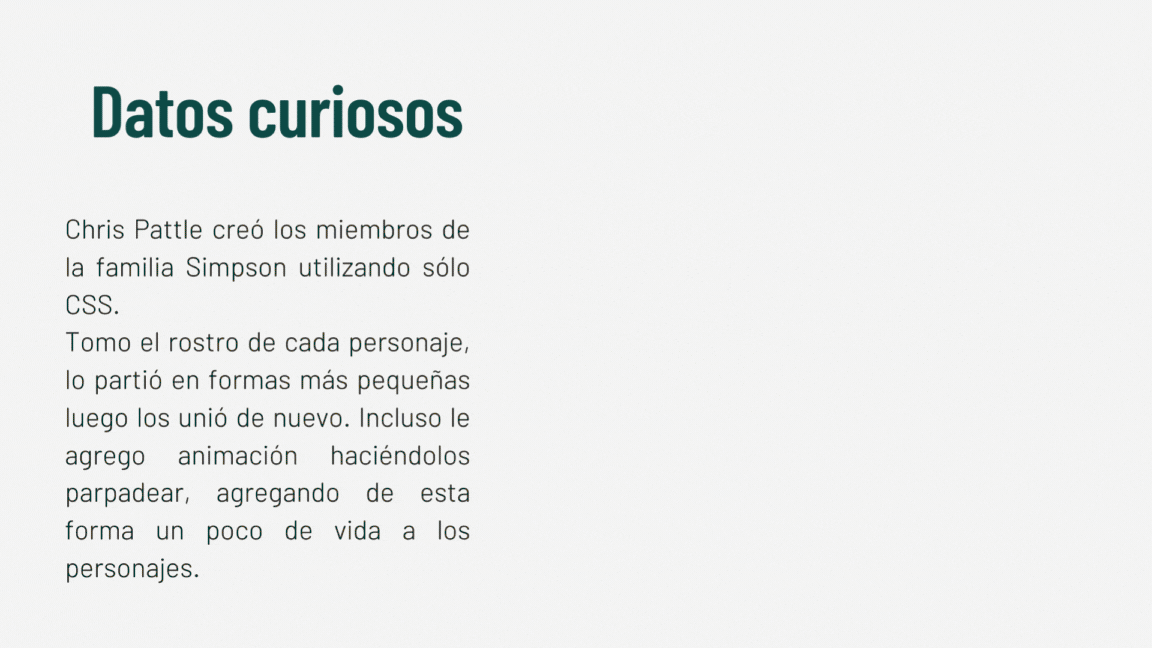 Datos curiosos
Chris Pattle creó los miembros de
la familia Simpson utilizando sólo
CSS.
Tomo el rostro de cada personaje,
lo partió en formas más pequeñas
luego los unió de nuevo. Incluso le
agrego animación haciéndolos
parpadear, agregando de esta
forma un poco de vida a los
personajes.